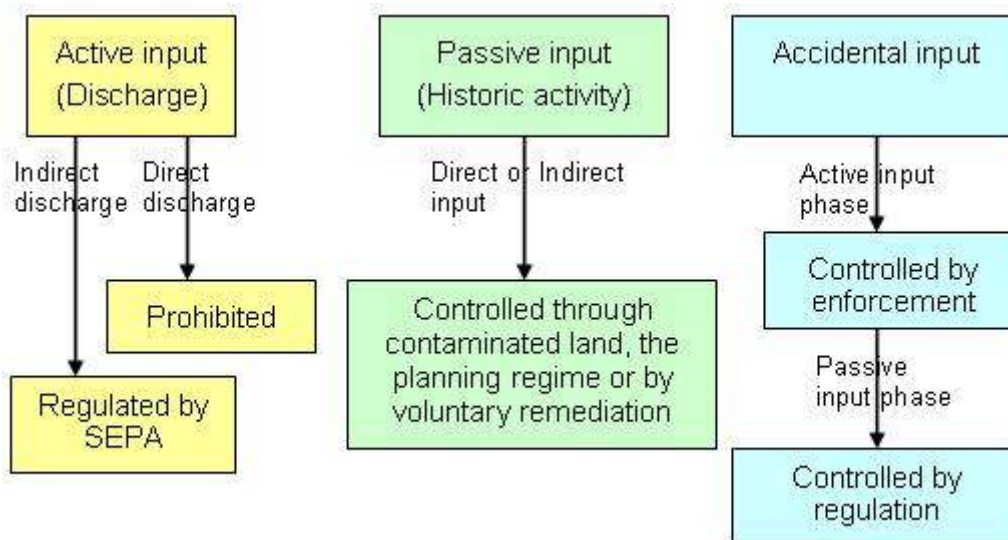 Active input
(Discharge)
Indirect
discharge
Direct
discharge
Prohibited
Regulated by
SEPA
Passive input
(Historic activity)
Direct or Indirect
input
Controlled through
contaminated land, the
planning regime or by
voluntary remediation
Accidental input
Active input
phase
Controlled by
enforcement
Passive
input phase
Controlled by
regulation